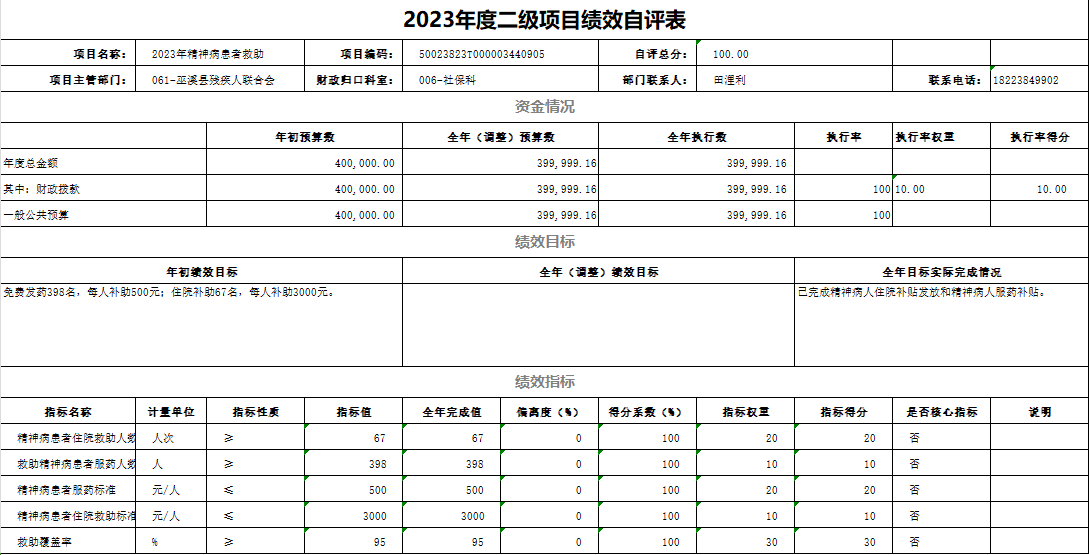 2023年度二级项目绩效自评表
项目名称： 2023年精神病患者救助 项目编码： 50023823T000003440905 自评总分： 100.00
项目主管部门： 061-巫溪县残疾人联合会 财政归口科室： 006-社保科 部门联系人： 田浬利 联系电话： 18223849902
资金情况
年初预算数 全年（调整）预算数 全年执行数 执行率 执行率权重 执行率得分
年度总金额 400,000.00 399,999.16 399,999.16
其中：财政拨款 400,000.00 399,999.16 399,999.16 100 10.00 10.00
一般公共预算 400,000.00 399,999.16 399,999.16 100
绩效目标
年初绩效目标 全年（调整）绩效目标 全年目标实际完成情况
免费发药398名，每人补助500元；住院补助67名，每人补助3000元。 已完成精神病人住院补贴发放和精神病人服药补贴。
绩效指标
指标名称 计量单位 指标性质 指标值 全年完成值 偏离度（%） 得分系数（%） 指标权重 指标得分 是否核心指标 说明
精神病患者住院救助人数 人次 ≥ 67 67 0 100 20 20 否
救助精神病患者服药人数 人 ≥ 398 398 0 100 10 10 否
精神病患者服药标准 元/人 ≤ 500 500 0 100 20 20 否
精神病患者住院救助标准 元/人 ≤ 3000 3000 0 100 10 10 否
救助覆盖率 % ≥ 95 95 0 100 30 30 否